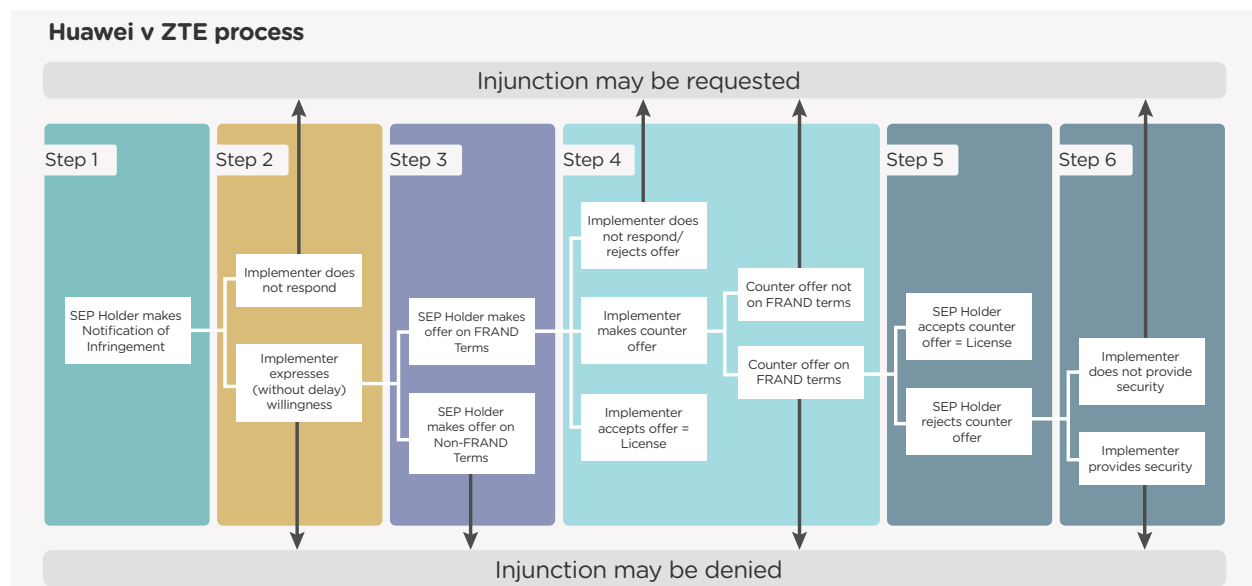 Huawei v ZTE process
Injunction may be requested
Step 1
SEP Holder makes
Notification of
Infringement
Step 2
Implementer does
not respond
Implementer
expresses
(without delay)
willingness
Step 3
SEP Holder makes
offer on FRAND
Terms
SEP Holder
makes offer on
Non-FRAND
Terms
Step 4
Implementer does
not respond/
rejects offer
Implementer
makes counter
offer
Implementer
accepts offer =
License
Counter offer not
on FRAND terms
Counter offer on
FRAND terms
Step 5
SEP Holder
accepts counter
offer = License
SEP Holder
rejects counter
offer
Step 6
Implementer
does not provide
security
Implementer
provides security
Injunction may be denied